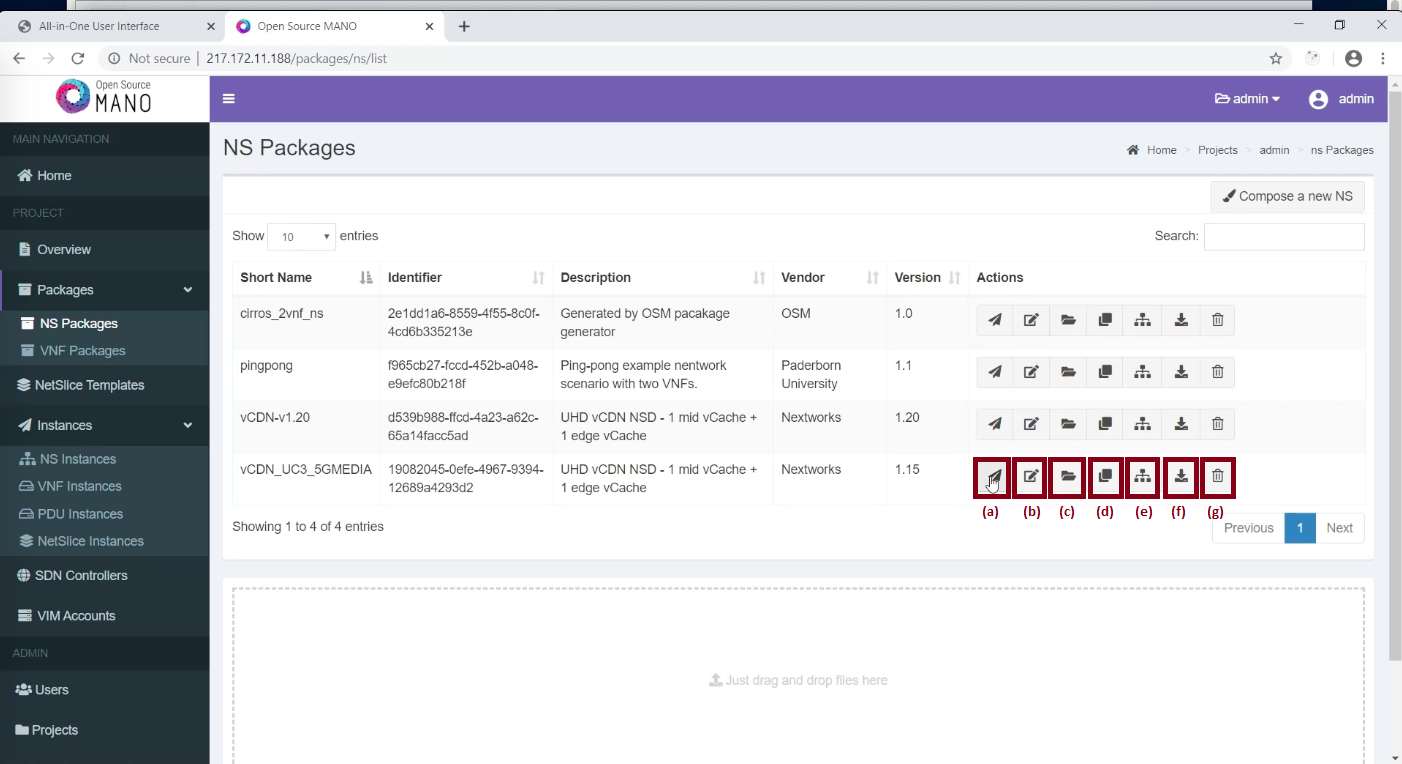 All-in-One User Interface
Open Source MANO
Not secure | 217.172.11.188/packages/ns/list
Open Source
MANO
admin
admin
MAIN NAVIGATION
Home
PROJECT
Overview
Packages
NS Packages
VNF Packages
NetSlice Templates
Instances
NS Instances
VNF Instances
PDU Instances
NetSlice Instances
SDN Controllers
VIM Accounts
ADMIN
Users
Projects
NS Packages
Home > Projects > admin > ns Packages
Compose a new NS
Show 10 entries
Search:
Short Name Identifier Description Vendor Version Actions
cirros_2vnf_ns 2e1dd1a6-8559-4f55-8c0f- Generated by OSM pacakage OSM 1.0
4cd6b335213e generator
pingpong f965cb27-fccd-452b-a048- Ping-pong example nentwork Paderborn 1.1
e9efc80b218f scenario with two VNFs. University
vCDN-v1.20 d539b988-ffcd-4a23-a62c- UHD vCDN NSD - 1 mid vCache + Nextworks 1.20
65a14facc5ad 1 edge vCache
vCDN_UC3_5GMEDIA 19082045-0efe-4967-9394- UHD vCDN NSD - 1 mid vCache + Nextworks 1.15
12689a4293d2 1 edge vCache
(a) (b) (c) (d) (e) (f) (g)
Showing 1 to 4 of 4 entries
Previous 1 Next
Just drag and drop files here